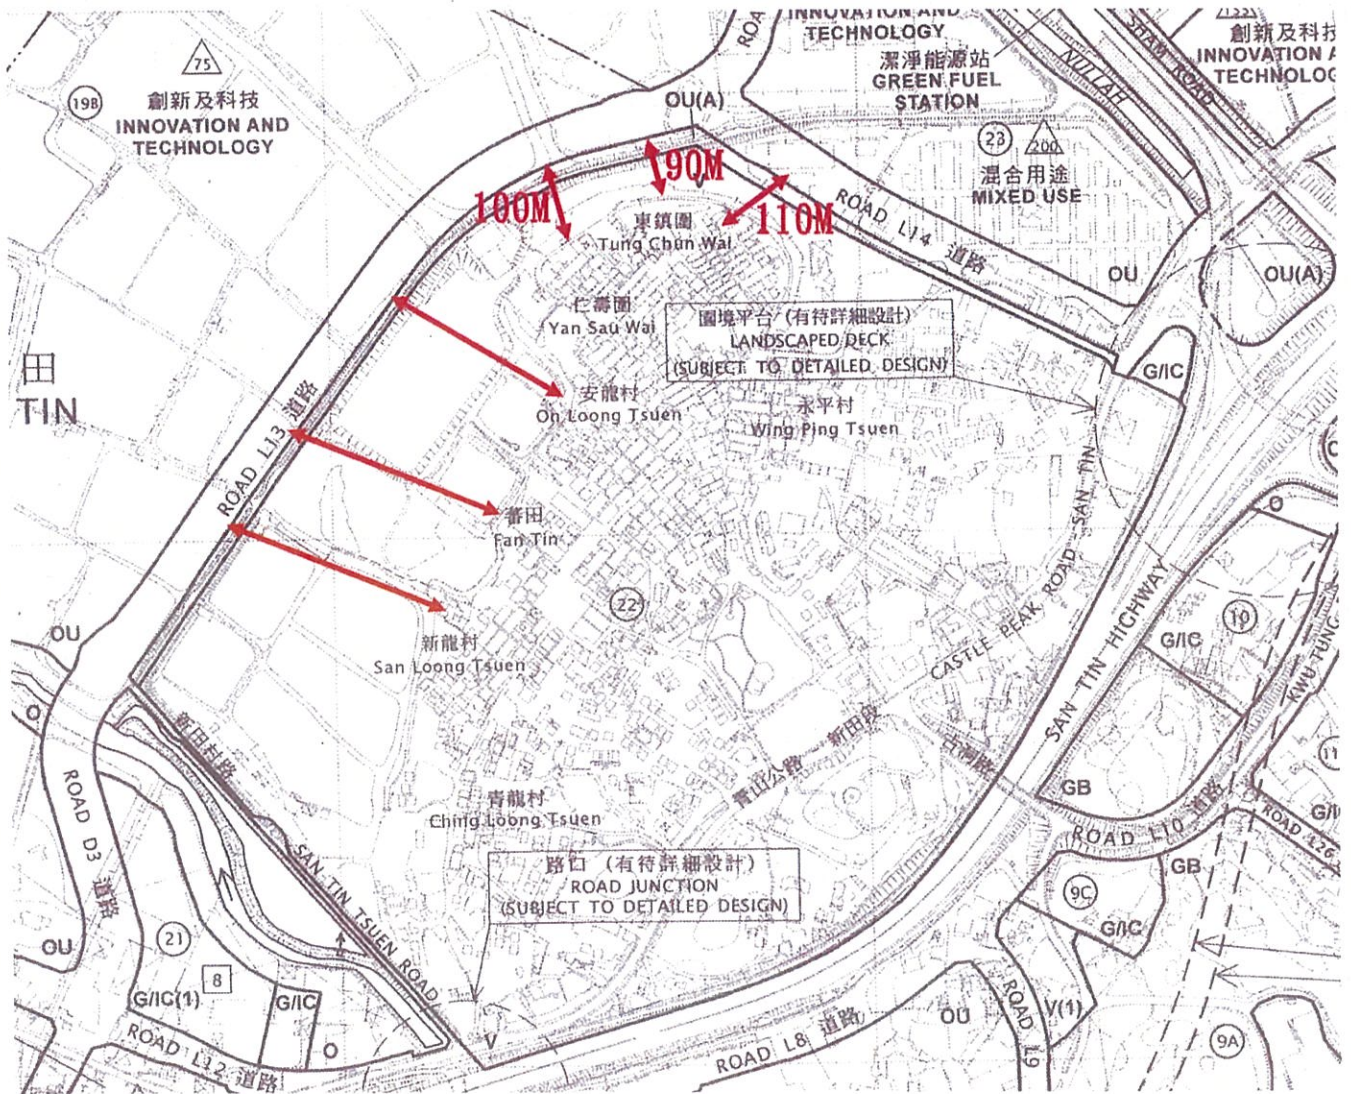 INNOVATION AND
TECHNOLOGY
潔淨能源站
GREEN FUEL
STATION
NULLAH
SHAM ROAD
創新及科技
INNOVATION A
TECHNOLOG
75
19B
創新及科技
INNOVATION AND
TECHNOLOGY
OU(A)
23
200
混合用途
MIXED USE
90M
100M
110M
ROAD L14 道路
OU
OU(A)
東鎮圍
Tung Chun Wai
仁壽圍
Yan Sau Wai
園境平台 (有待詳細設計)
LANDSCAPED DECK
(SUBJECT TO DETAILED DESIGN)
G/IC
田
TIN
ROAD L13 道路
安龍村
On Loong Tsuen
永平村
Wing Ping Tsuen
蕃田
Fan Tin
22
新龍村
San Loong Tsuen
CASTLE PEAK ROAD - SAN TIN
SAN TIN HIGHWAY
青山公路 - 新田段
O
10
G/IC
KWU TUNG
11
OU
O
新田村路
SAN TIN TSUEN ROAD
ROAD D3 道路
青龍村
Ching Loong Tsuen
路口 (有待詳細設計)
ROAD JUNCTION
(SUBJECT TO DETAILED DESIGN)
GB
ROAD L10 道路
ROAD L26
GB
9C
G/IC
OU
21
8
G/IC(1)
G/IC
O
ROAD L12 道路
V
ROAD L8 道路
OU
ROAD L9
V(1)
9A